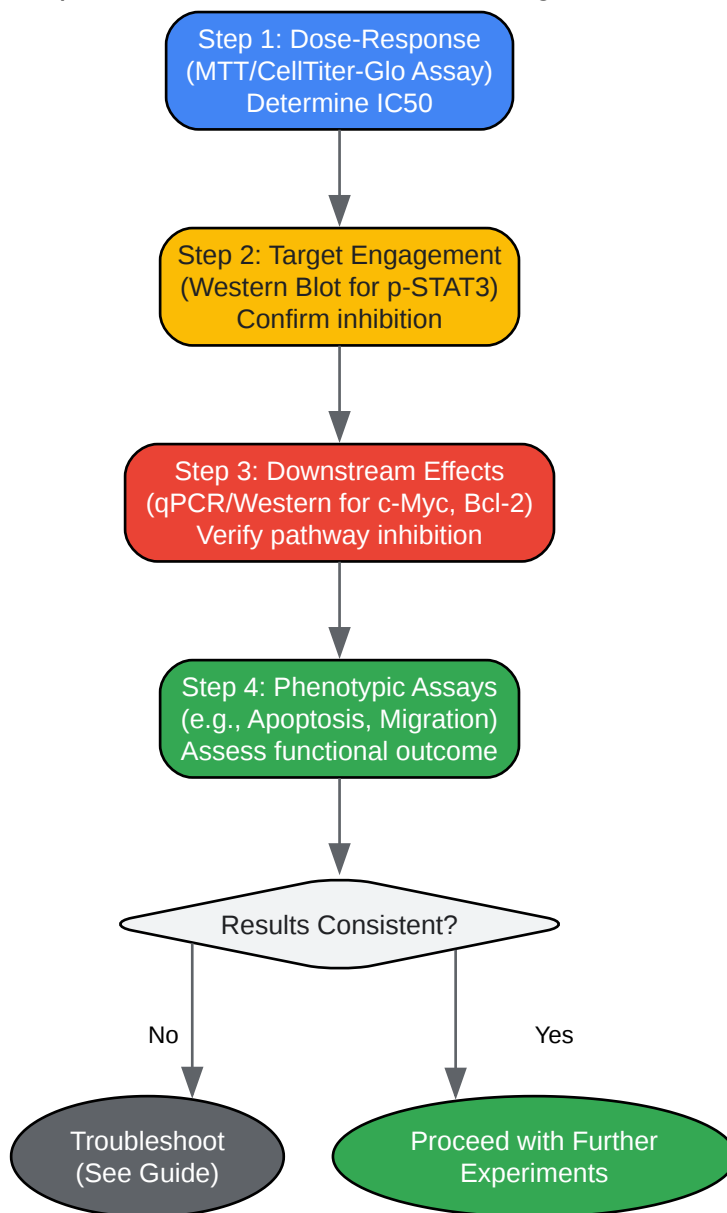 Step 1: Dose-Response
(MTT/CellTiter-Glo Assay)
Determine IC50
Step 2: Target Engagement
(Western Blot for p-STAT3)
Confirm inhibition
Step 3: Downstream Effects
(qPCR/Western for c-Myc, Bcl-2)
Verify pathway inhibition
Step 4: Phenotypic Assays
(e.g., Apoptosis, Migration)
Assess functional outcome
Results Consistent?
No
Yes
Troubleshoot
(See Guide)
Proceed with Further
Experiments